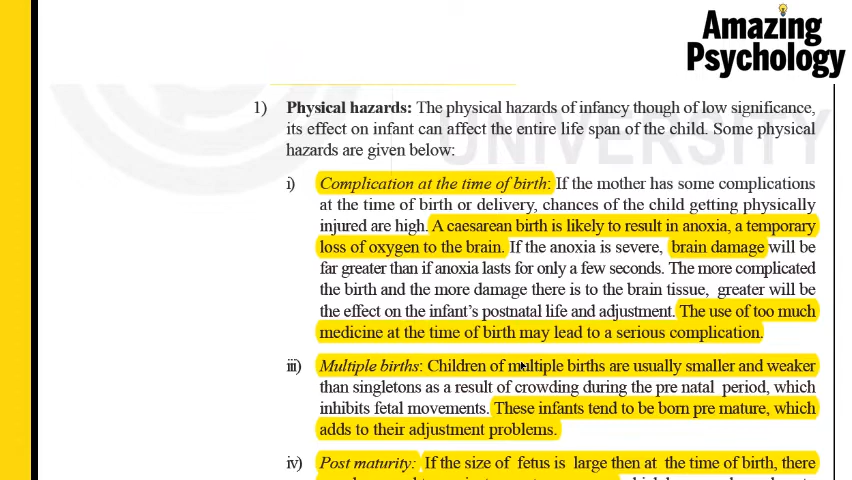 Amazing
Psychology
UNIVERSITY
1) Physical hazards: The physical hazards of infancy though of low significance,
its effect on infant can affect the entire life span of the child. Some physical
hazards are given below:
i) Complication at the time of birth: If the mother has some complications
at the time of birth or delivery, chances of the child getting physically
injured are high. A caesarean birth is likely to result in anoxia, a temporary
loss of oxygen to the brain. If the anoxia is severe, brain damage will be
far greater than if anoxia lasts for only a few seconds. The more complicated
the birth and the more damage there is to the brain tissue, greater will be
the effect on the infant's postnatal life and adjustment. The use of too much
medicine at the time of birth may lead to a serious complication.
iii) Multiple births: Children of multiple births are usually smaller and weaker
than singletons as a result of crowding during the pre natal period, which
inhibits fetal movements. These infants tend to be born pre mature, which
adds to their adjustment problems.
iv) Post maturity: If the size of fetus is large then at the time of birth, there